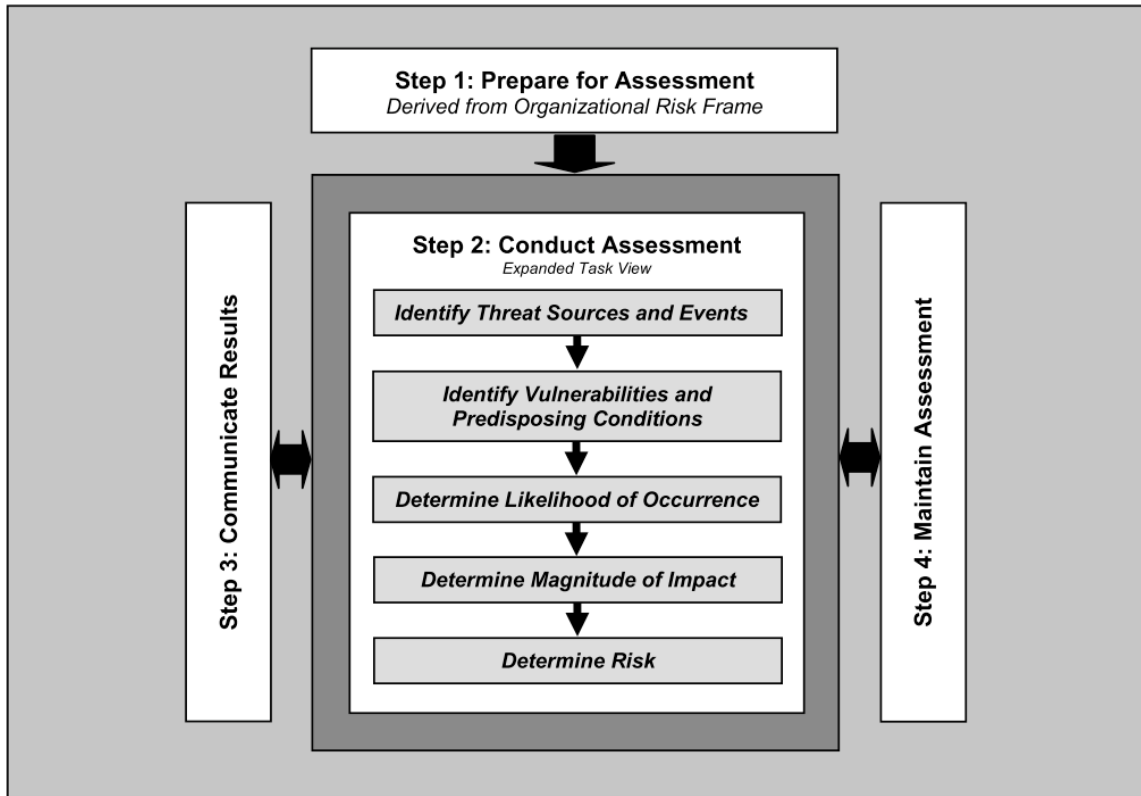 Step 1: Prepare for Assessment
Derived from Organizational Risk Frame
Step 2: Conduct Assessment
Expanded Task View
Identify Threat Sources and Events
Identify Vulnerabilities and
Predisposing Conditions
Determine Likelihood of Occurrence
Determine Magnitude of Impact
Determine Risk
Step 3: Communicate Results
Step 4: Maintain Assessment